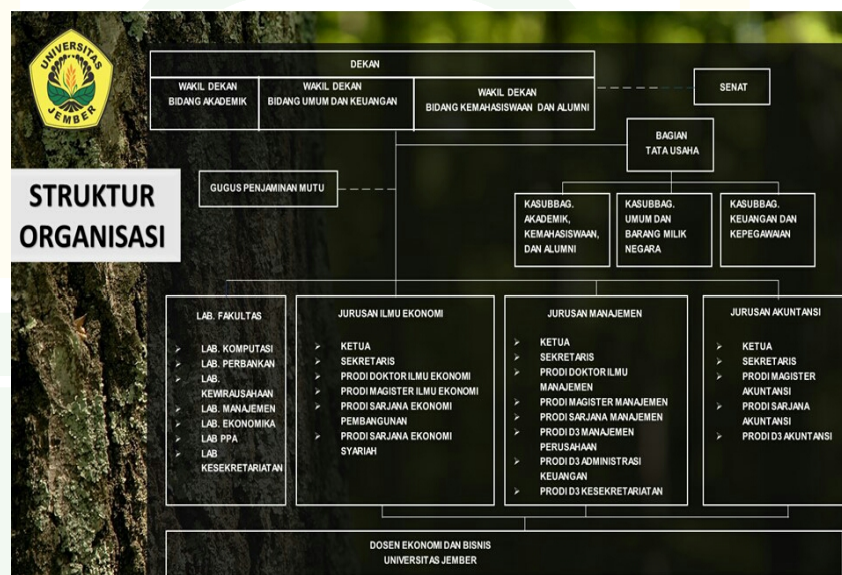 UNIVERSITAS
JEMBER
STRUKTUR
ORGANISASI
DEKAN
WAKIL DEKAN
BIDANG AKADEMIK
WAKIL DEKAN
BIDANG UMUM DAN KEUANGAN
WAKIL DEKAN
BIDANG KEMAHASISWAAN DAN ALUMNI
SENAT
BAGIAN
TATA USAHA
GUGUS PENJAMINAN MUTU
KASUBBAG.
AKADEMIK,
KEMAHASISWAAN,
DAN ALUMNI
KASUBBAG.
UMUM DAN
BARANG MILIK
NEGARA
KASUBBAG.
KEUANGAN DAN
KEPEGAWAIAN
LAB. FAKULTAS
LAB. KOMPUTASI
LAB. PERBANKAN
LAB.
KEWIRAUSAHAAN
LAB. MANAJEMEN
LAB. EKONOMIKA
LAB PPA
LAB
KESEKRETARIATAN
JURUSAN ILMU EKONOMI
KETUA
SEKRETARIS
PRODI DOKTOR ILMU EKONOMI
PRODI MAGISTER ILMU EKONOMI
PRODI SARJANA EKONOMI
PEMBANGUNAN
PRODI SARJANA EKONOMI
SYARIAH
JURUSAN MANAJEMEN
KETUA
SEKRETARIS
PRODI DOKTOR ILMU
MANAJEMEN
PRODI MAGISTER MANAJEMEN
PRODI SARJANA MANAJEMEN
PRODI D3 MANAJEMEN
PERUSAHAAN
PRODI D3 ADMINISTRASI
KEUANGAN
PRODI D3 KESEKRETARIATAN
JURUSAN AKUNTANSI
KETUA
SEKRETARIS
PRODI MAGISTER
AKUNTANSI
PRODI SARJANA
AKUNTANSI
PRODI D3 AKUNTANSI
DOSEN EKONOMI DAN BISNIS
UNIVERSITAS JEMBER